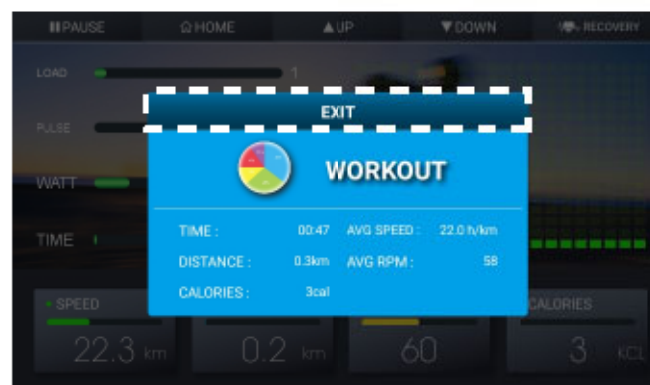 PAUSE HOME UP DOWN RECOVERY
LOAD 1
EXIT
PULSE
WORKOUT
WATT
TIME : 00:47 AVG SPEED : 22.0 h/km
TIME
DISTANCE : 0.3km AVG RPM : 58
CALORIES : 3cal
SPEED CALORIES
22.3 km 0.2 km 60 3 KCL